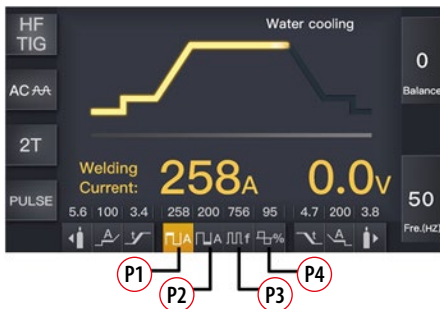 HF
TIG
Water cooling
0
Balance
AC
2T
Welding
Current:
258A
0.0V
PULSE
5.6 100 3.4 258 200 756 95 4.7 200 3.8
50
Fre.(HZ)
A t A A f % t A
P1
P2
P3
P4